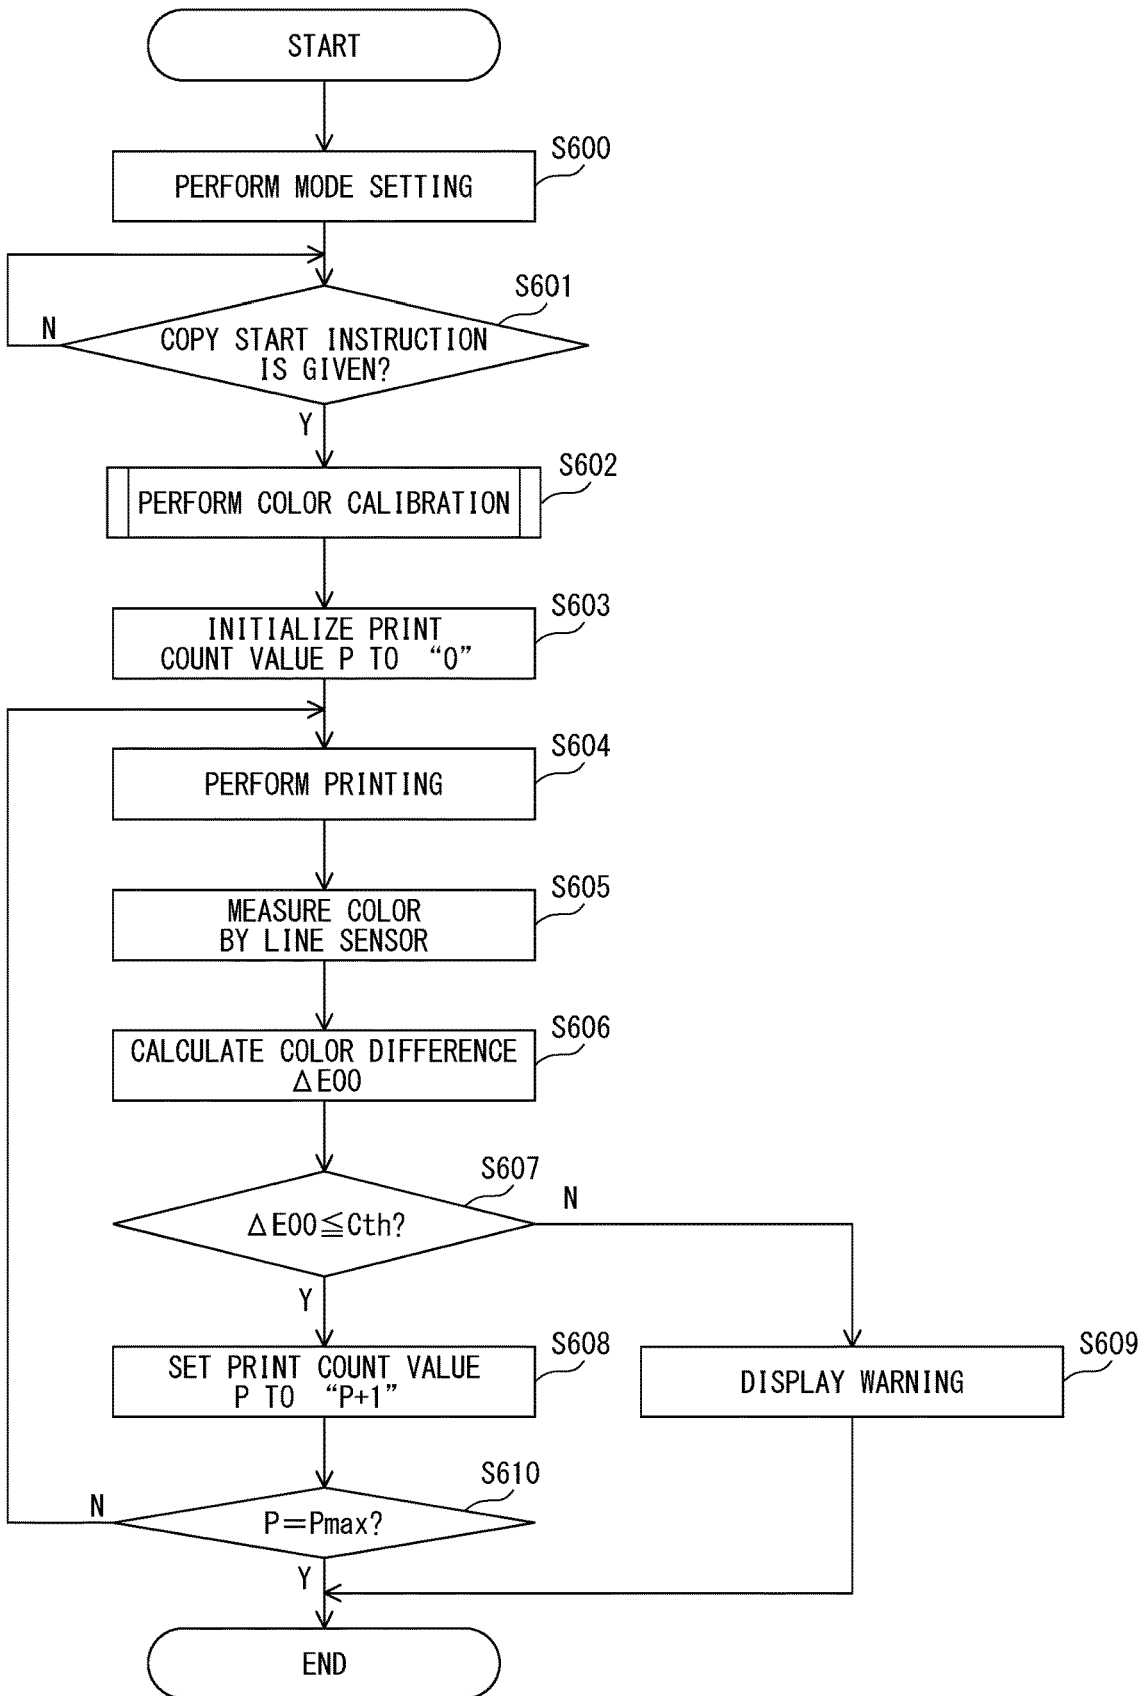 START
S600
PERFORM MODE SETTING
S601
N
COPY START INSTRUCTION
IS GIVEN?
Y
S602
PERFORM COLOR CALIBRATION
S603
INITIALIZE PRINT
COUNT VALUE P TO “0”
S604
PERFORM PRINTING
S605
MEASURE COLOR
BY LINE SENSOR
S606
CALCULATE COLOR DIFFERENCE
ΔE00
S607
N
ΔE00≦Cth?
Y
S608
SET PRINT COUNT VALUE
P TO “P+1”
S609
DISPLAY WARNING
S610
N
P=Pmax?
Y
END